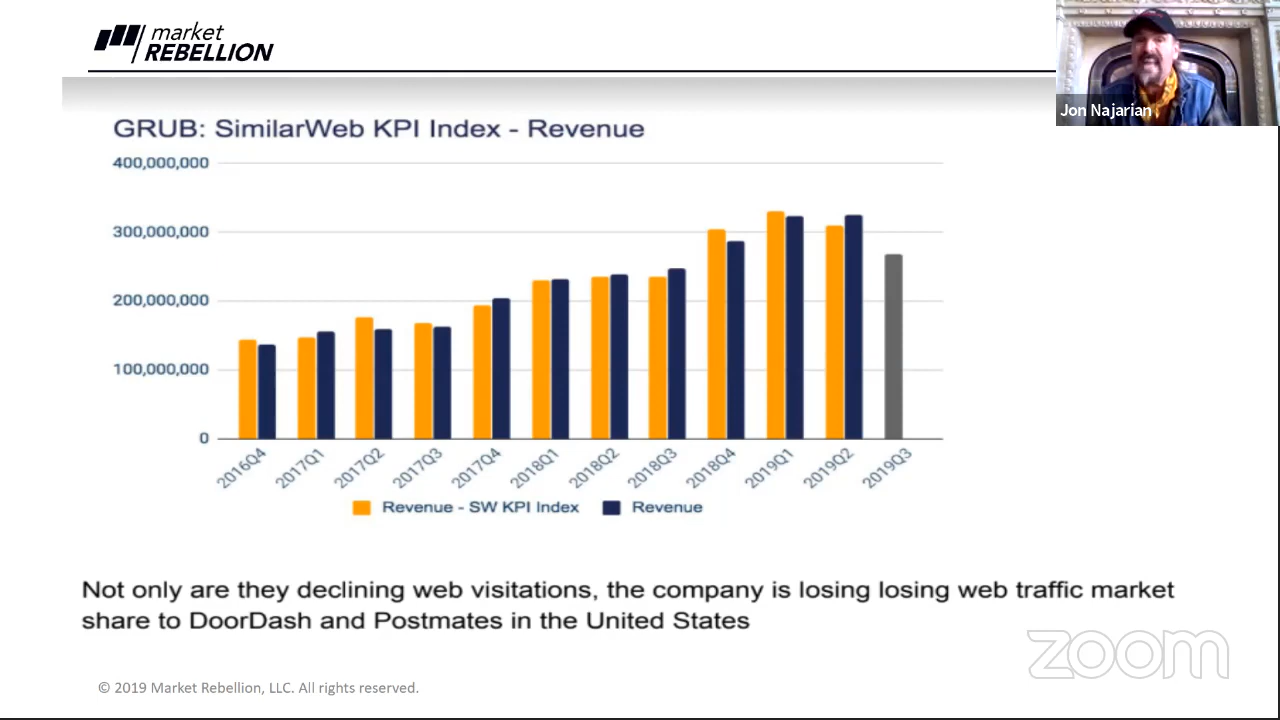 market
REBELLION
Jon Najarian
GRUB: SimilarWeb KPI Index - Revenue
400,000,000
300,000,000
200,000,000
100,000,000
0
2016Q4
2017Q1
2017Q2
2017Q3
2017Q4
2018Q1
2018Q2
2018Q3
2018Q4
2019Q1
2019Q2
2019Q3
Revenue - SW KPI Index
Revenue
Not only are they declining web visitations, the company is losing losing web traffic market
share to DoorDash and Postmates in the United States
zoom
© 2019 Market Rebellion, LLC. All rights reserved.